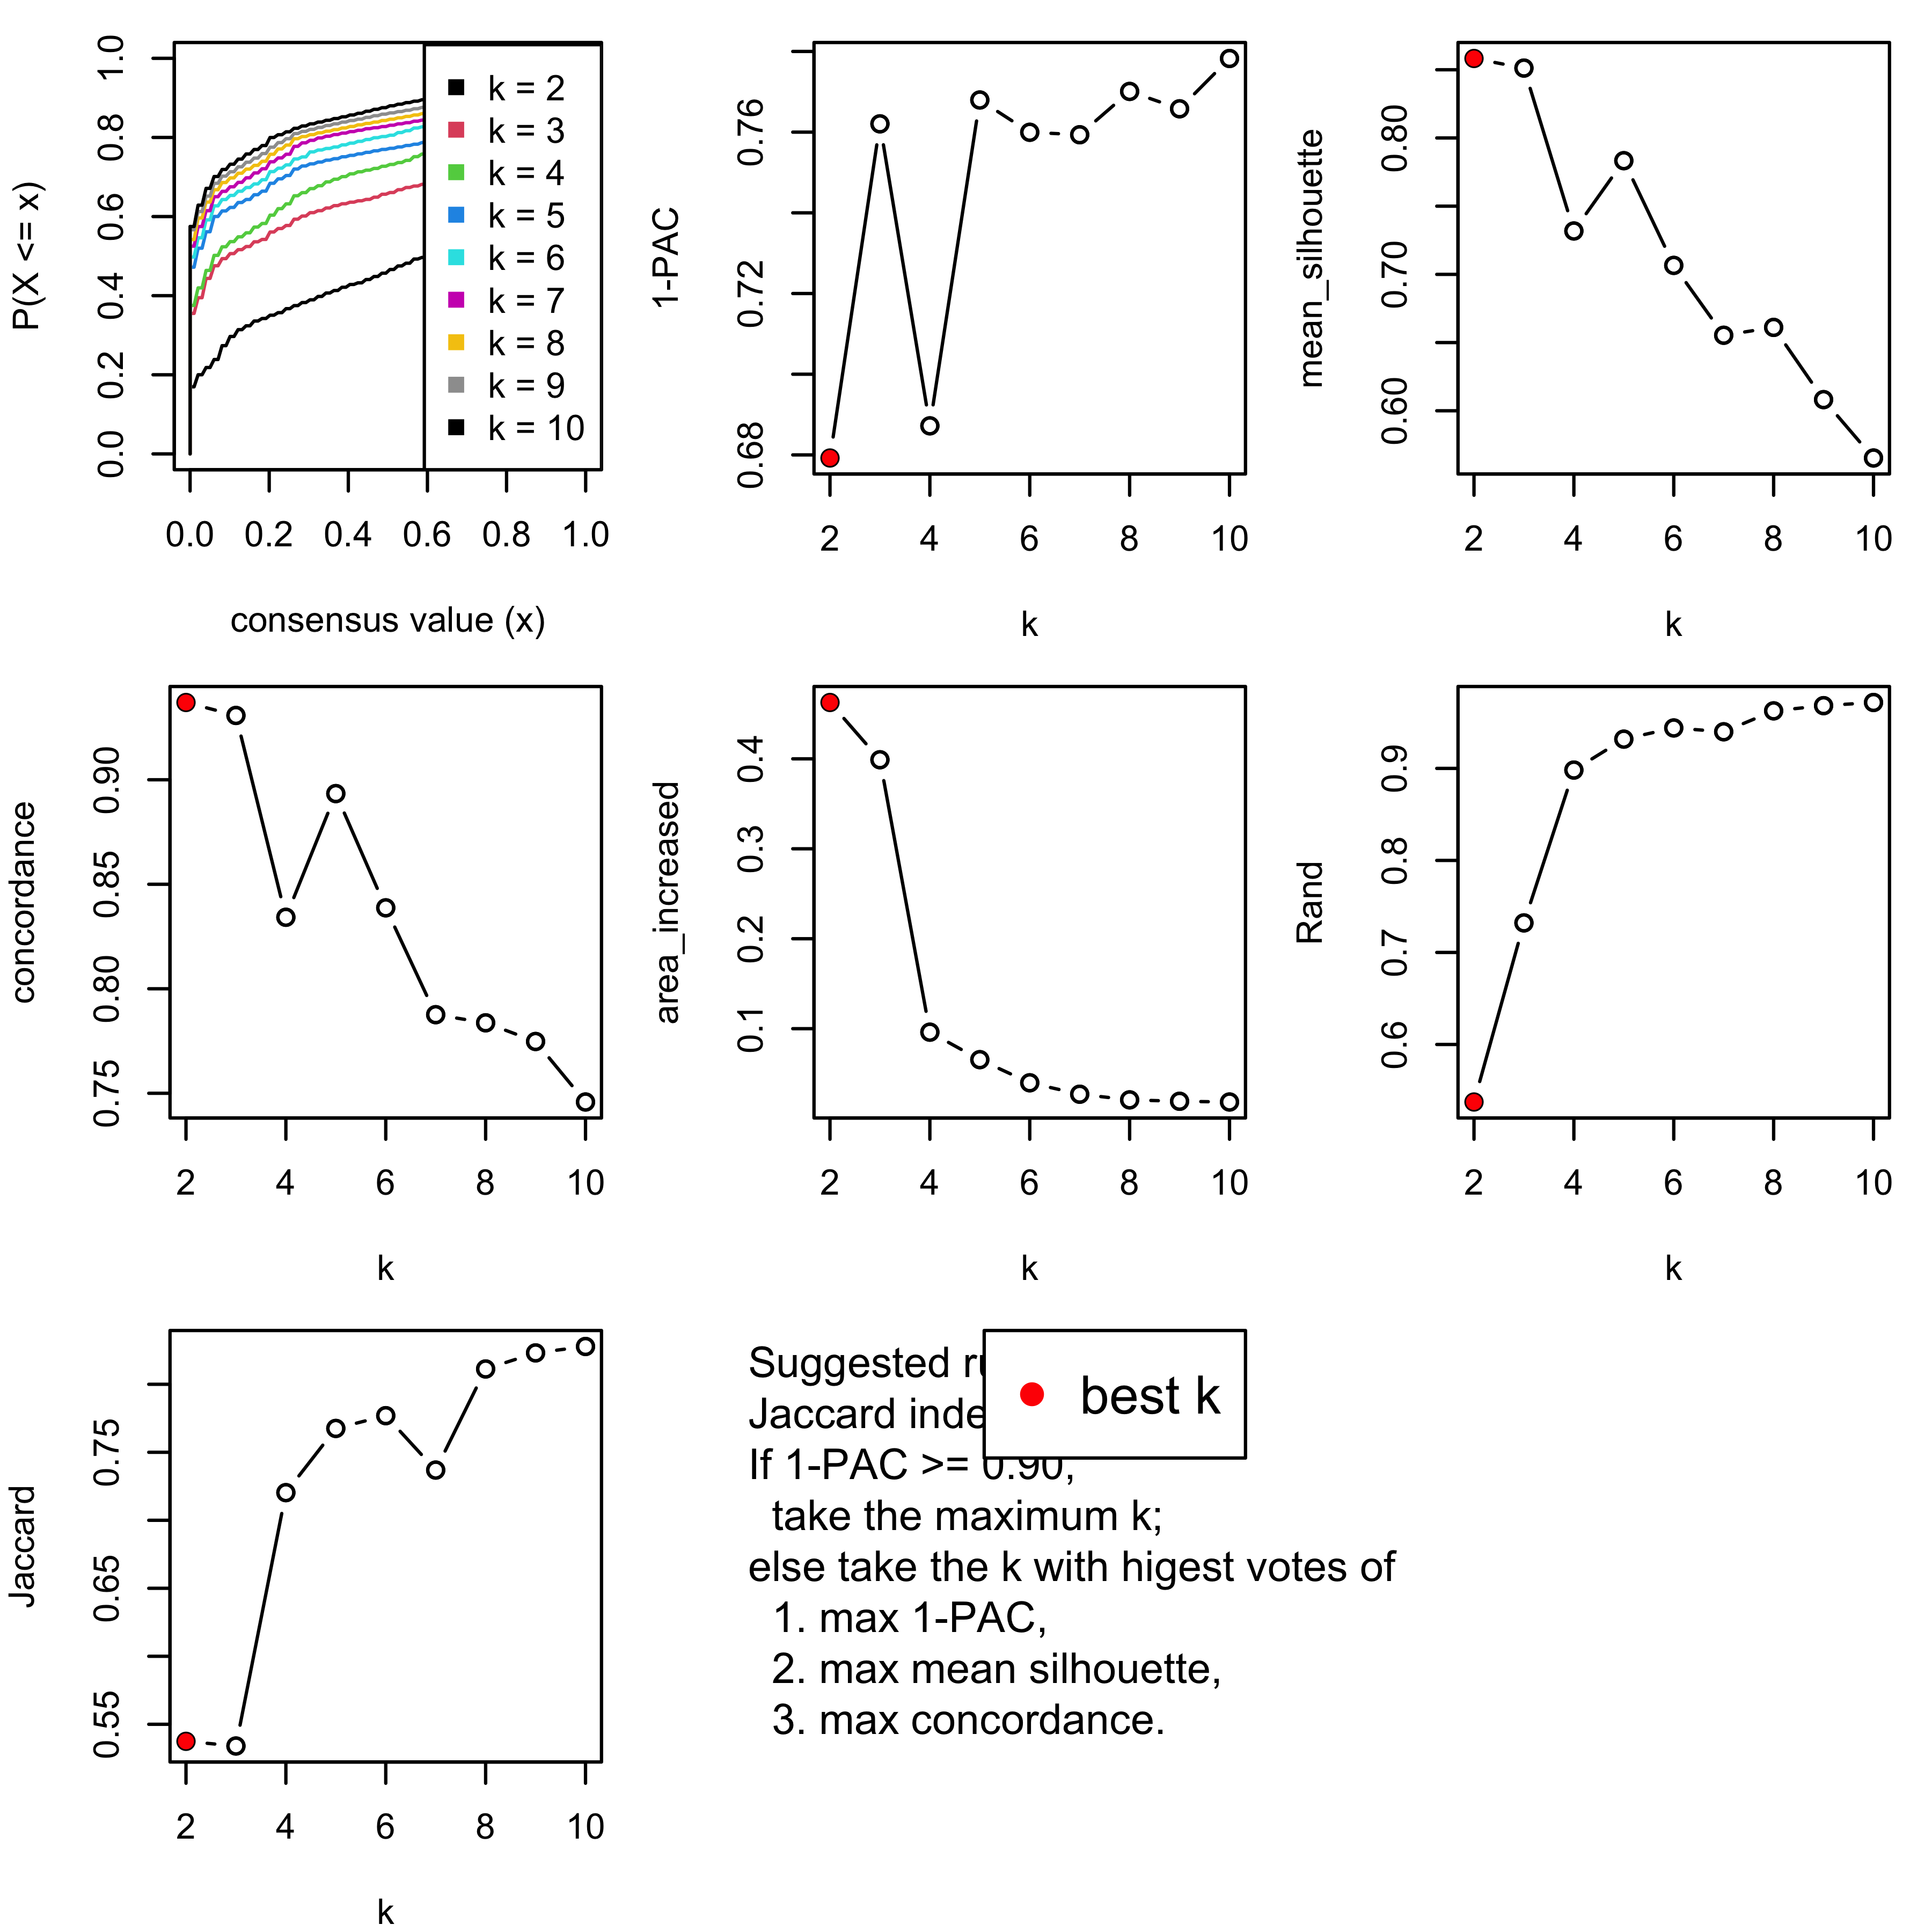 P(X <= x)
0.0 0.2 0.4 0.6 0.8 1.0
k = 2
k = 3
k = 4
k = 5
k = 6
k = 7
k = 8
k = 9
k = 10
0.0 0.2 0.4 0.6 0.8 1.0
consensus value (x)
1-PAC
0.68 0.72 0.76
2 4 6 8 10
k
mean_silhouette
0.60 0.70 0.80
2 4 6 8 10
k
concordance
0.75 0.80 0.85 0.90
2 4 6 8 10
k
area_increased
0.1 0.2 0.3 0.4
2 4 6 8 10
k
Rand
0.6 0.7 0.8 0.9
2 4 6 8 10
k
Jaccard
0.55 0.65 0.75
2 4 6 8 10
k
Suggested
Jaccard
If 1-PAC >= 0.90,
take the maximum k;
else take the k with higest votes of
1. max 1-PAC,
2. max mean silhouette,
3. max concordance.
best k